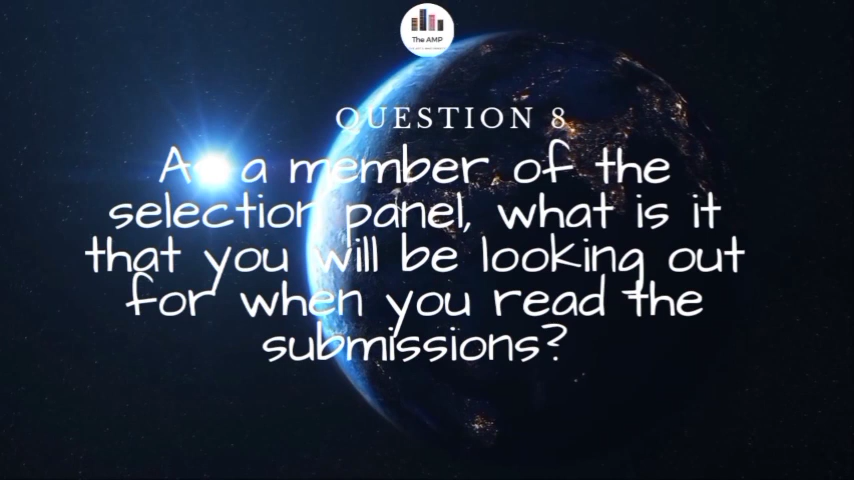 The AMP
QUESTION 8
As a member of the
selection panel, what is it
that you will be looking out
for when you read the
submissions?